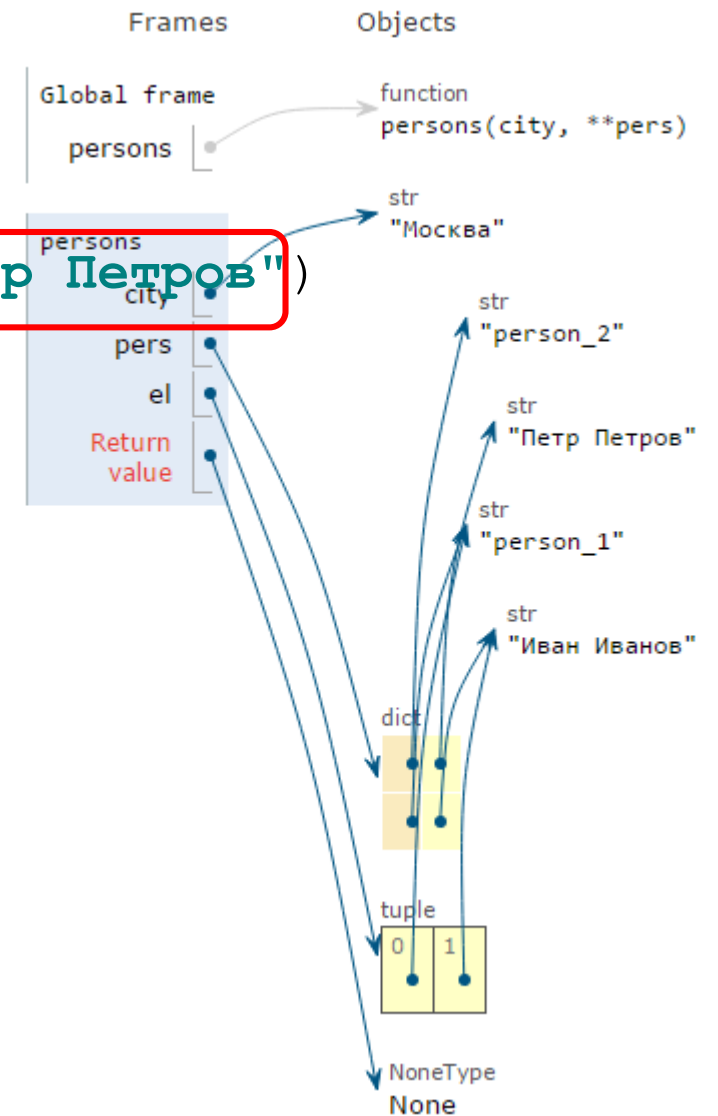 Frames Objects
Global frame
function
persons
persons(city, **pers)
str
"Москва"
persons
р Петров")
city
str
"person_2"
pers
el
str
"Петр Петров"
Return
value
str
"person_1"
str
"Иван Иванов"
dict
tuple
0 1
NoneType
None